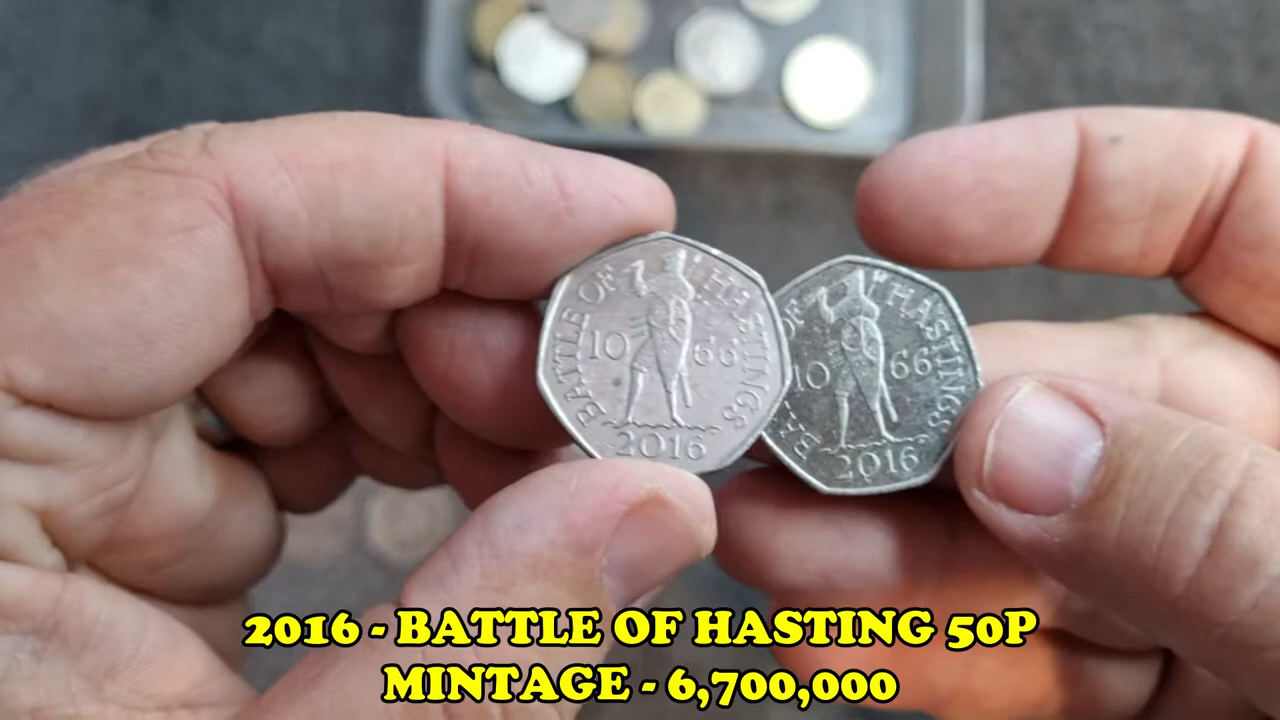 BATTLE OF HASTINGS
10 66
2016
OF HASTINGS
10 66
2016
2016 - BATTLE OF HASTING 50P
MINTAGE - 6,700,000